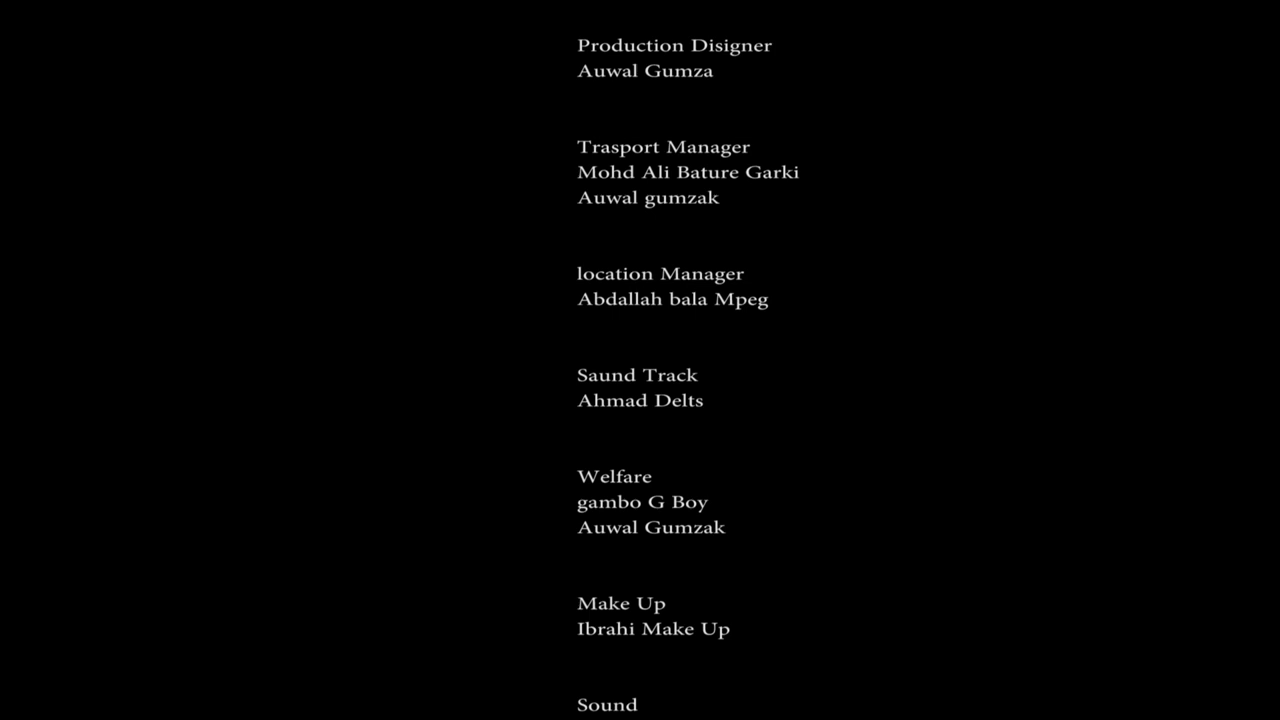 Production Disigner
Auwal Gumza
Trasport Manager
Mohd Ali Bature Garki
Auwal gumzak
location Manager
Abdallah bala Mpeg
Saund Track
Ahmad Delts
Welfare
gambo G Boy
Auwal Gumzak
Make Up
Ibrahi Make Up
Sound